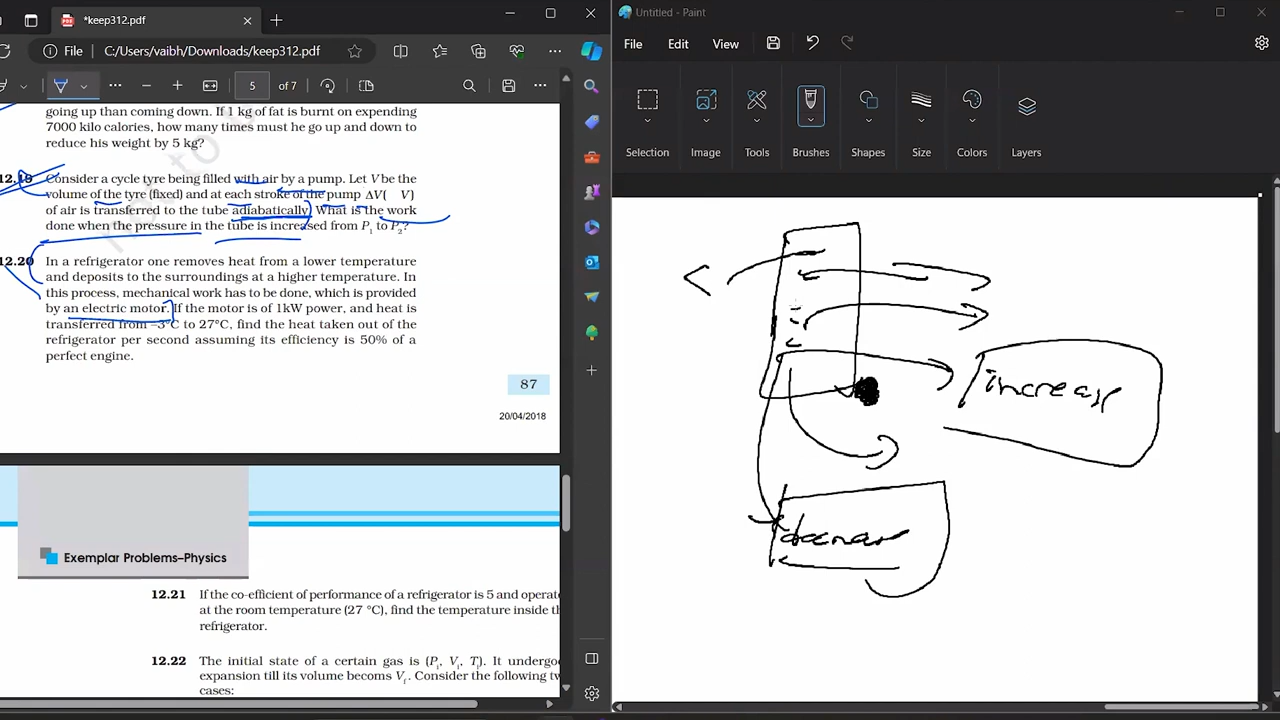 *keep312.pdf
File C:/Users/vaibh/Downloads/keep312.pdf
5 of 7
going up than coming down. If 1 kg of fat is burnt on expending
7000 kilo calories, how many times must he go up and down to
reduce his weight by 5 kg?
12.19 Consider a cycle tyre being filled with air by a pump. Let V be the
volume of the tyre (fixed) and at each stroke of the pump ΔV( V)
of air is transferred to the tube adiabatically. What is the work
done when the pressure in the tube is increased from P1 to P2?
12.20 In a refrigerator one removes heat from a lower temperature
and deposits to the surroundings at a higher temperature. In
this process, mechanical work has to be done, which is provided
by an electric motor. If the motor is of 1kW power, and heat is
transferred from –3°C to 27°C, find the heat taken out of the
refrigerator per second assuming its efficiency is 50% of a
perfect engine.
87
20/04/2018
Exemplar Problems–Physics
12.21 If the co-efficient of performance of a refrigerator is 5 and operat
at the room temperature (27 °C), find the temperature inside th
refrigerator.
12.22 The initial state of a certain gas is (Pi, Vi, Ti). It undergo
expansion till its volume becoms Vf. Consider the following tw
cases:
Untitled - Paint
File Edit View
Selection Image Tools Brushes Shapes Size Colors Layers
increase